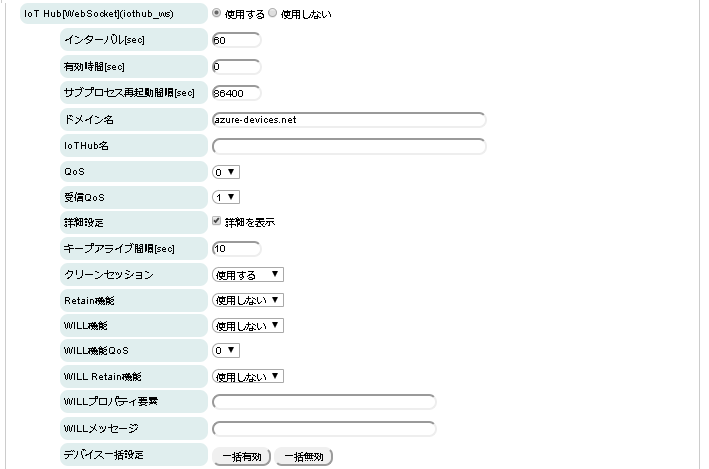 IoT Hub[WebSocket](iothub_ws) 使用する 使用しない
インターバル[sec] 60
有効時間[sec] 0
サブプロセス再起動間隔[sec] 86400
ドメイン名 azure-devices.net
IoTHub名
QoS 0 ▼
受信QoS 1 ▼
詳細設定 詳細を表示
キープアライブ間隔[sec] 10
クリーンセッション 使用する ▼
Retain機能 使用しない ▼
WILL機能 使用しない ▼
WILL機能QoS 0 ▼
WILL Retain機能 使用しない ▼
WILLプロパティ要素
WILLメッセージ
デバイス一括設定 一括有効 一括無効